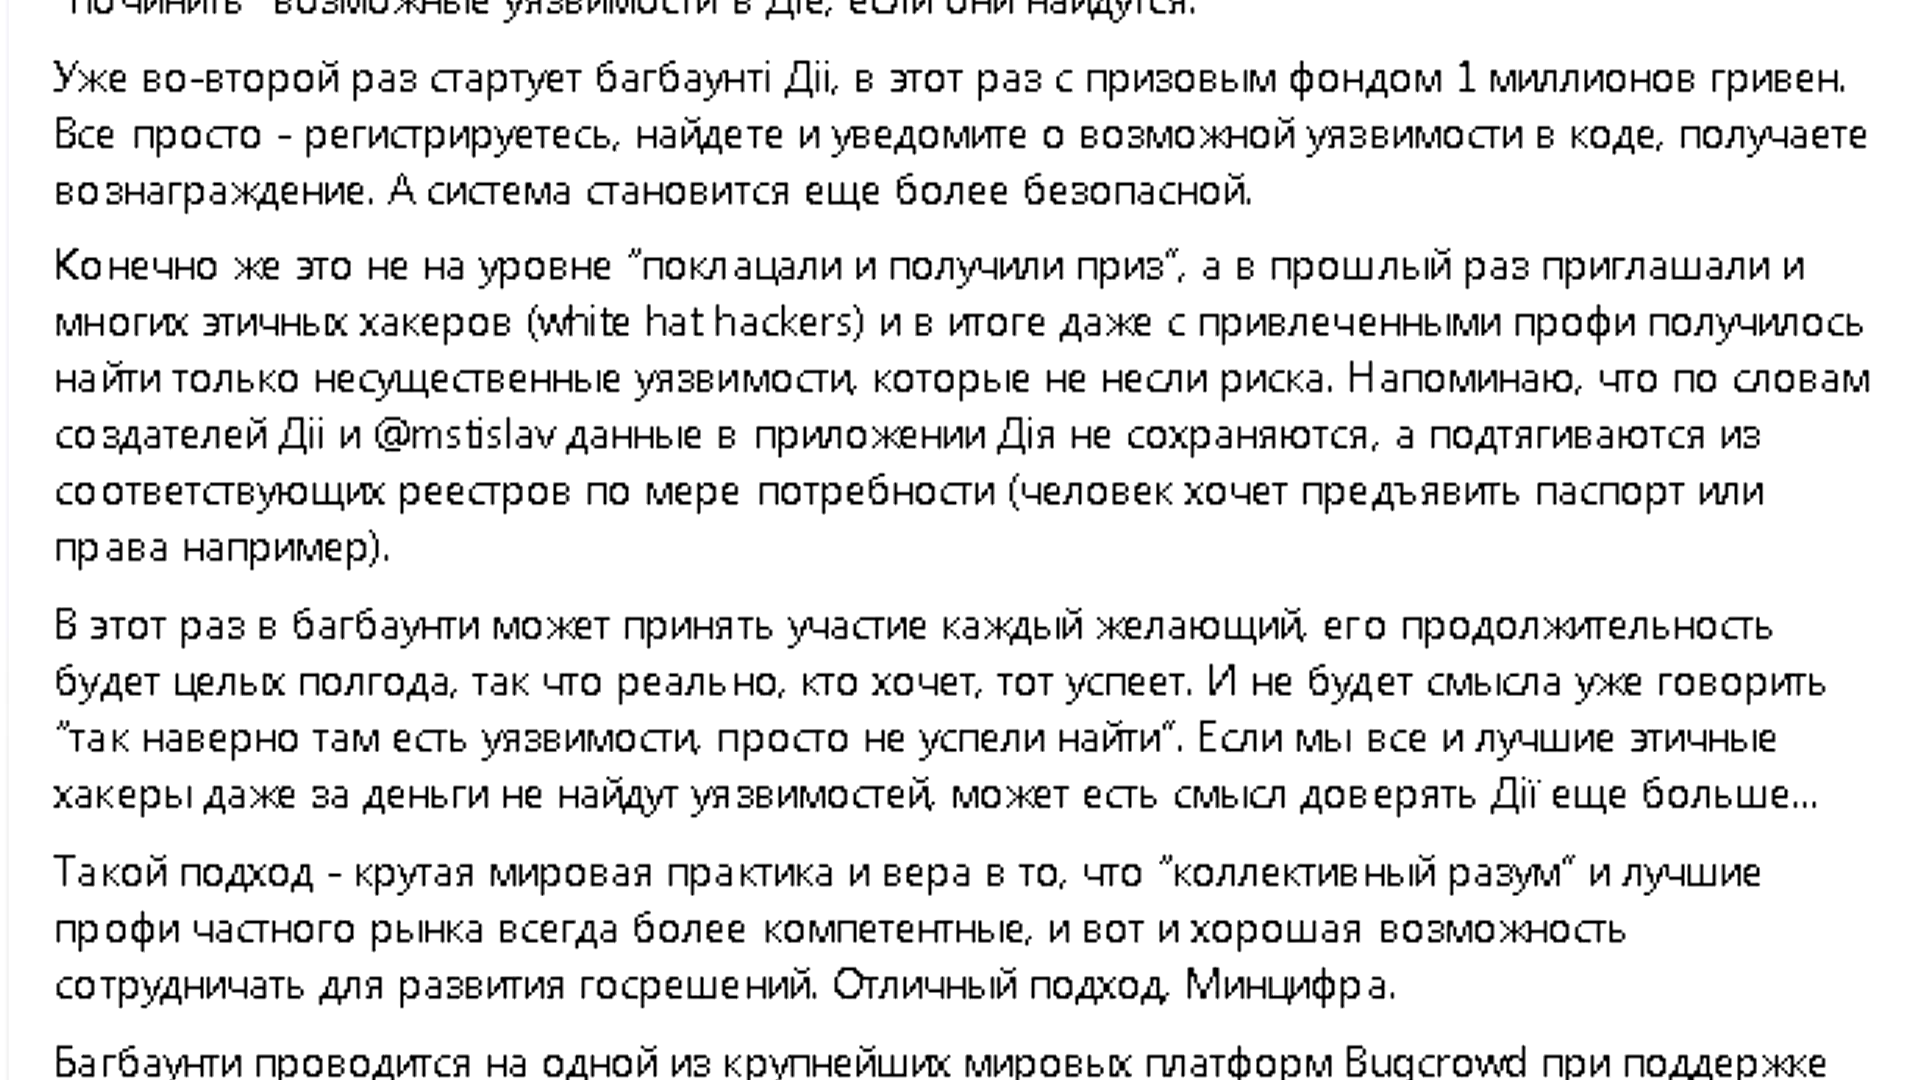 "починить" возможные уязвимости в Діе, если они найдутся.
Уже во-второй раз стартует багбаунті Діі, в этот раз с призовым фондом 1 миллионов гривен.
Все просто - регистрируетесь, найдете и уведомите о возможной уязвимости в коде, получаете
вознаграждение. А система становится еще более безопасной.
Конечно же это не на уровне "поклацали и получили приз", а в прошлый раз приглашали и
многих этичных хакеров (white hat hackers) и в итоге даже с привлеченными профи получилось
найти только несущественные уязвимости, которые не несли риска. Напоминаю, что по словам
создателей Діі и @mstislav данные в приложении Дія не сохраняются, а подтягиваются из
соответствующих реестров по мере потребности (человек хочет предъявить паспорт или
права например).
В этот раз в багбаунти может принять участие каждый желающий, его продолжительность
будет целых полгода, так что реально, кто хочет, тот успеет. И не будет смысла уже говорить
"так наверно там есть уязвимости, просто не успели найти". Если мы все и лучшие этичные
хакеры даже за деньги не найдут уязвимостей, может есть смысл доверять Дії еще больше...
Такой подход - крутая мировая практика и вера в то, что "коллективный разум" и лучшие
профи частного рынка всегда более компетентные, и вот и хорошая возможность
сотрудничать для развития госрешений. Отличный подход, Минцифра.
Багбаунти проводится на одной из крупнейших мировых платформ Bugcrowd при поддержке